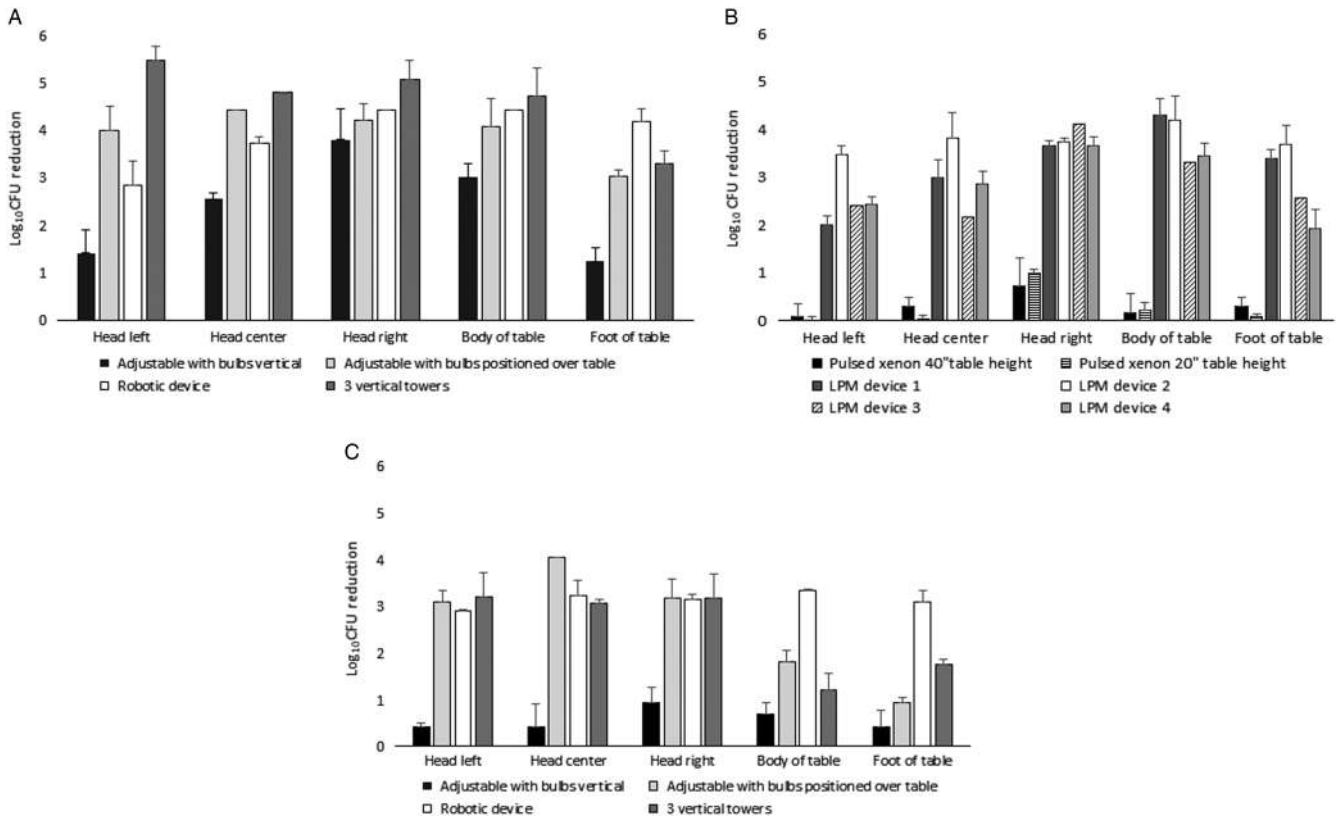 A
Log10CFU reduction
6
5
4
3
2
1
0
Head left Head center Head right Body of table Foot of table
Adjustable with bulbs vertical Adjustable with bulbs positioned over table
Robotic device 3 vertical towers
B
Log10 CFU reduction
6
5
4
3
2
1
0
Head left Head center Head right Body of table Foot of table
Pulsed xenon 40"table height Pulsed xenon 20" table height
LPM device 1 LPM device 2
LPM device 3 LPM device 4
C
Log10CFU reduction
6
5
4
3
2
1
0
Head left Head center Head right Body of table Foot of table
Adjustable with bulbs vertical Adjustable with bulbs positioned over table
Robotic device 3 vertical towers